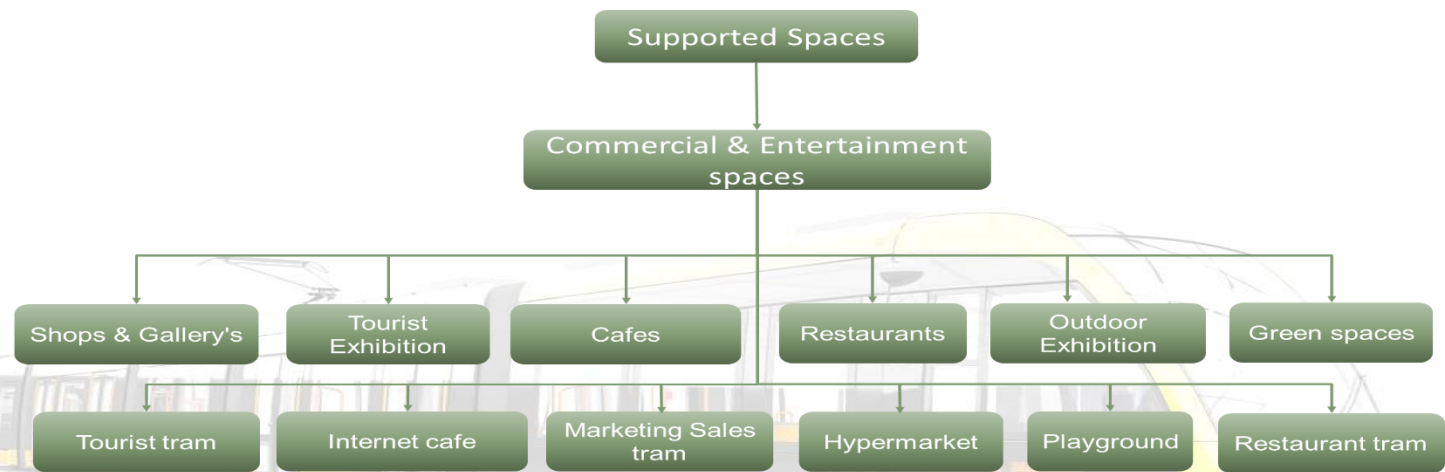 Supported Spaces
Commercial & Entertainment
spaces
Shops & Gallery's
Tourist
Exhibition
Cafes
Restaurants
Outdoor
Exhibition
Green spaces
Tourist tram
Internet cafe
Marketing Sales
tram
Hypermarket
Playground
Restaurant tram